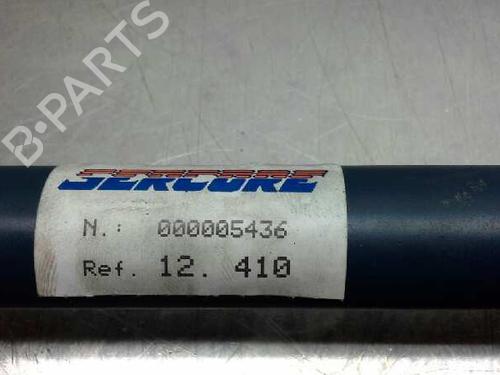 B-PARTS
SERCORE
N.: 000005436
Ref. 12. 410